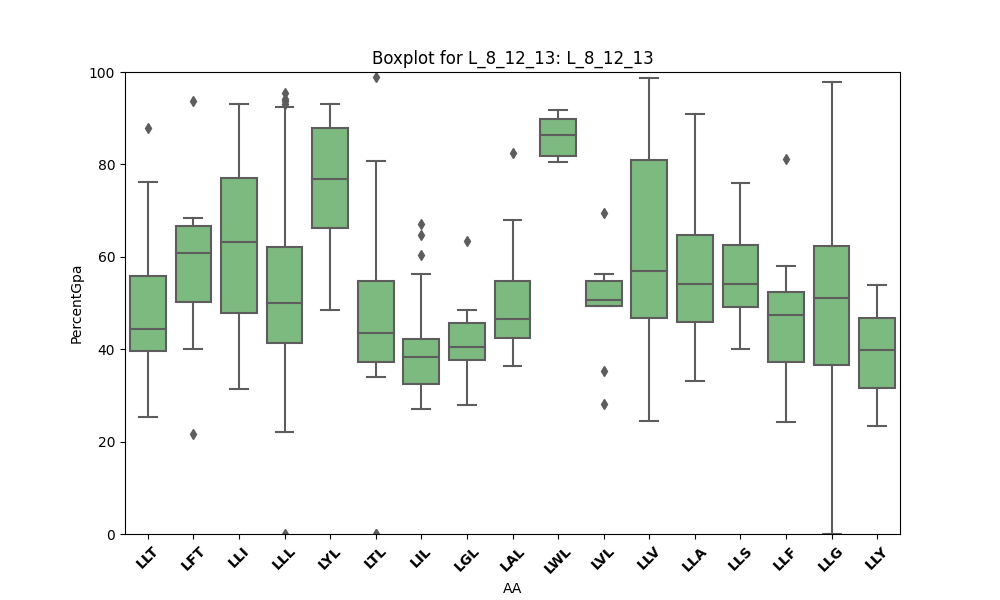 Boxplot for L_8_12_13: L_8_12_13
100
80
60
40
20
0
PercentGpa
LLT LFT LLI LLL LYL LTL LIL LGL LAL LWL LVL LLV LLA LLS LLF LLG LLY
AA